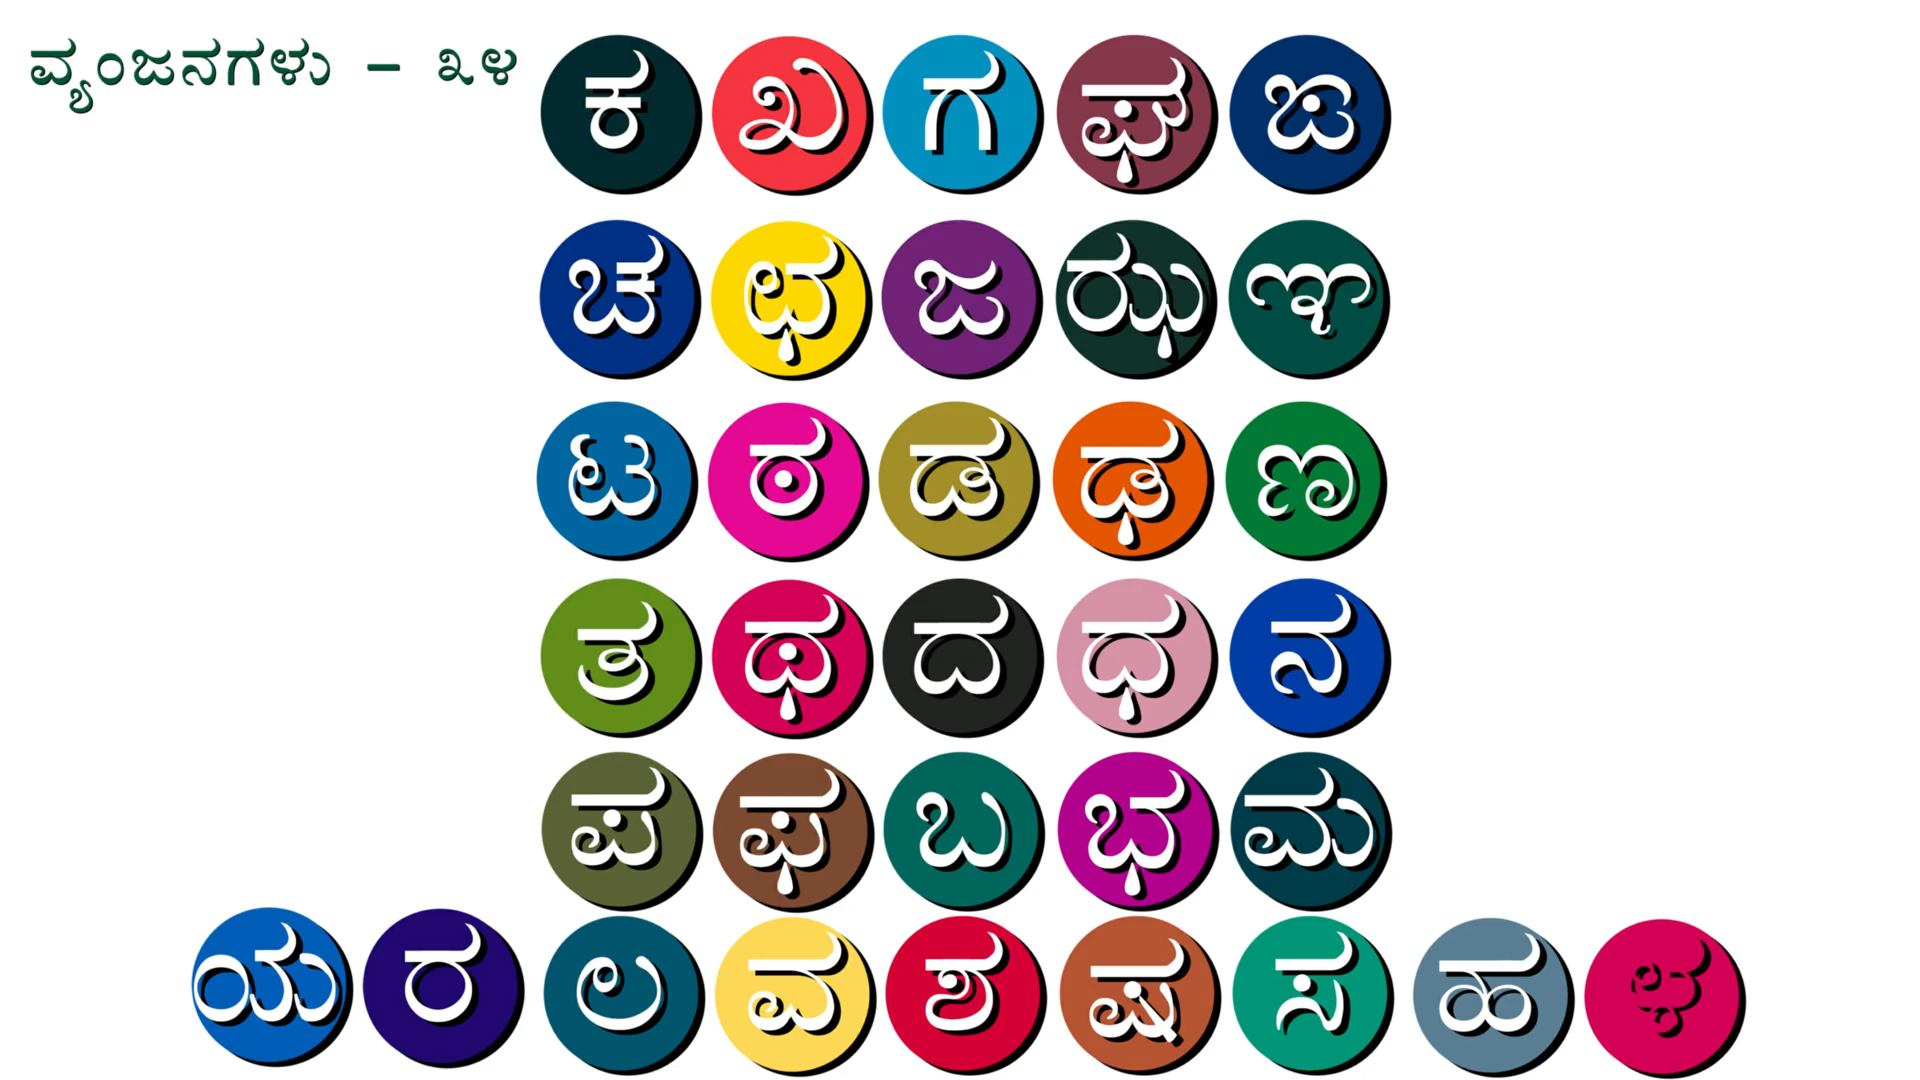 ವ್ಯಂಜನಗಳು - ೩೪
ಕ ಖ ಗ ಘ ಙ
ಚ ಛ ಜ ಝ ಞ
ಟ ಠ ಡ ಢ ಣ
ತ ಥ ದ ಧ ನ
ಪ ಫ ಬ ಭ ಮ
ಯ ರ ಲ ವ ಶ ಷ ಸ ಹ ಳ